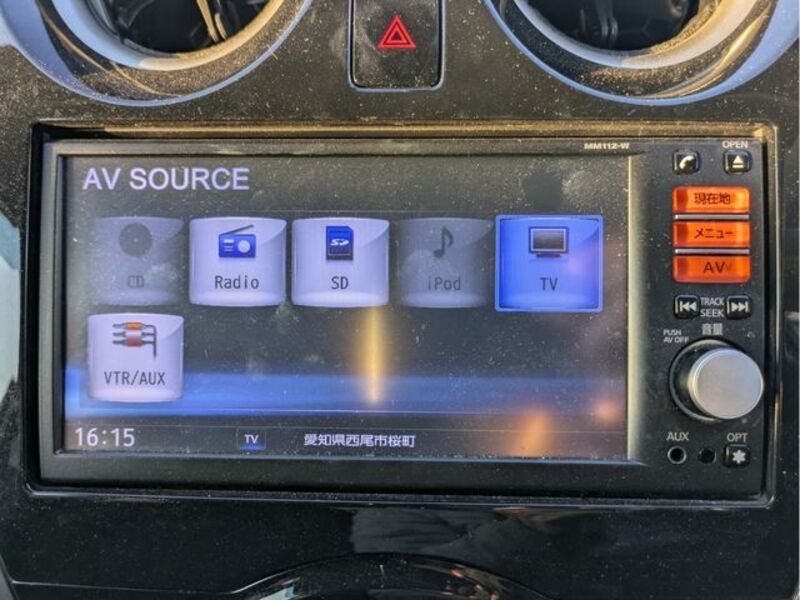 MM112-W
OPEN
AV SOURCE
現在地
CD
Radio
SD
SD
iPod
TV
メニュー
AV
TRACK
SEEK
PUSH
AV OFF
音量
VTR/AUX
16:15
TV
愛知県西尾市桜町
AUX
OPT